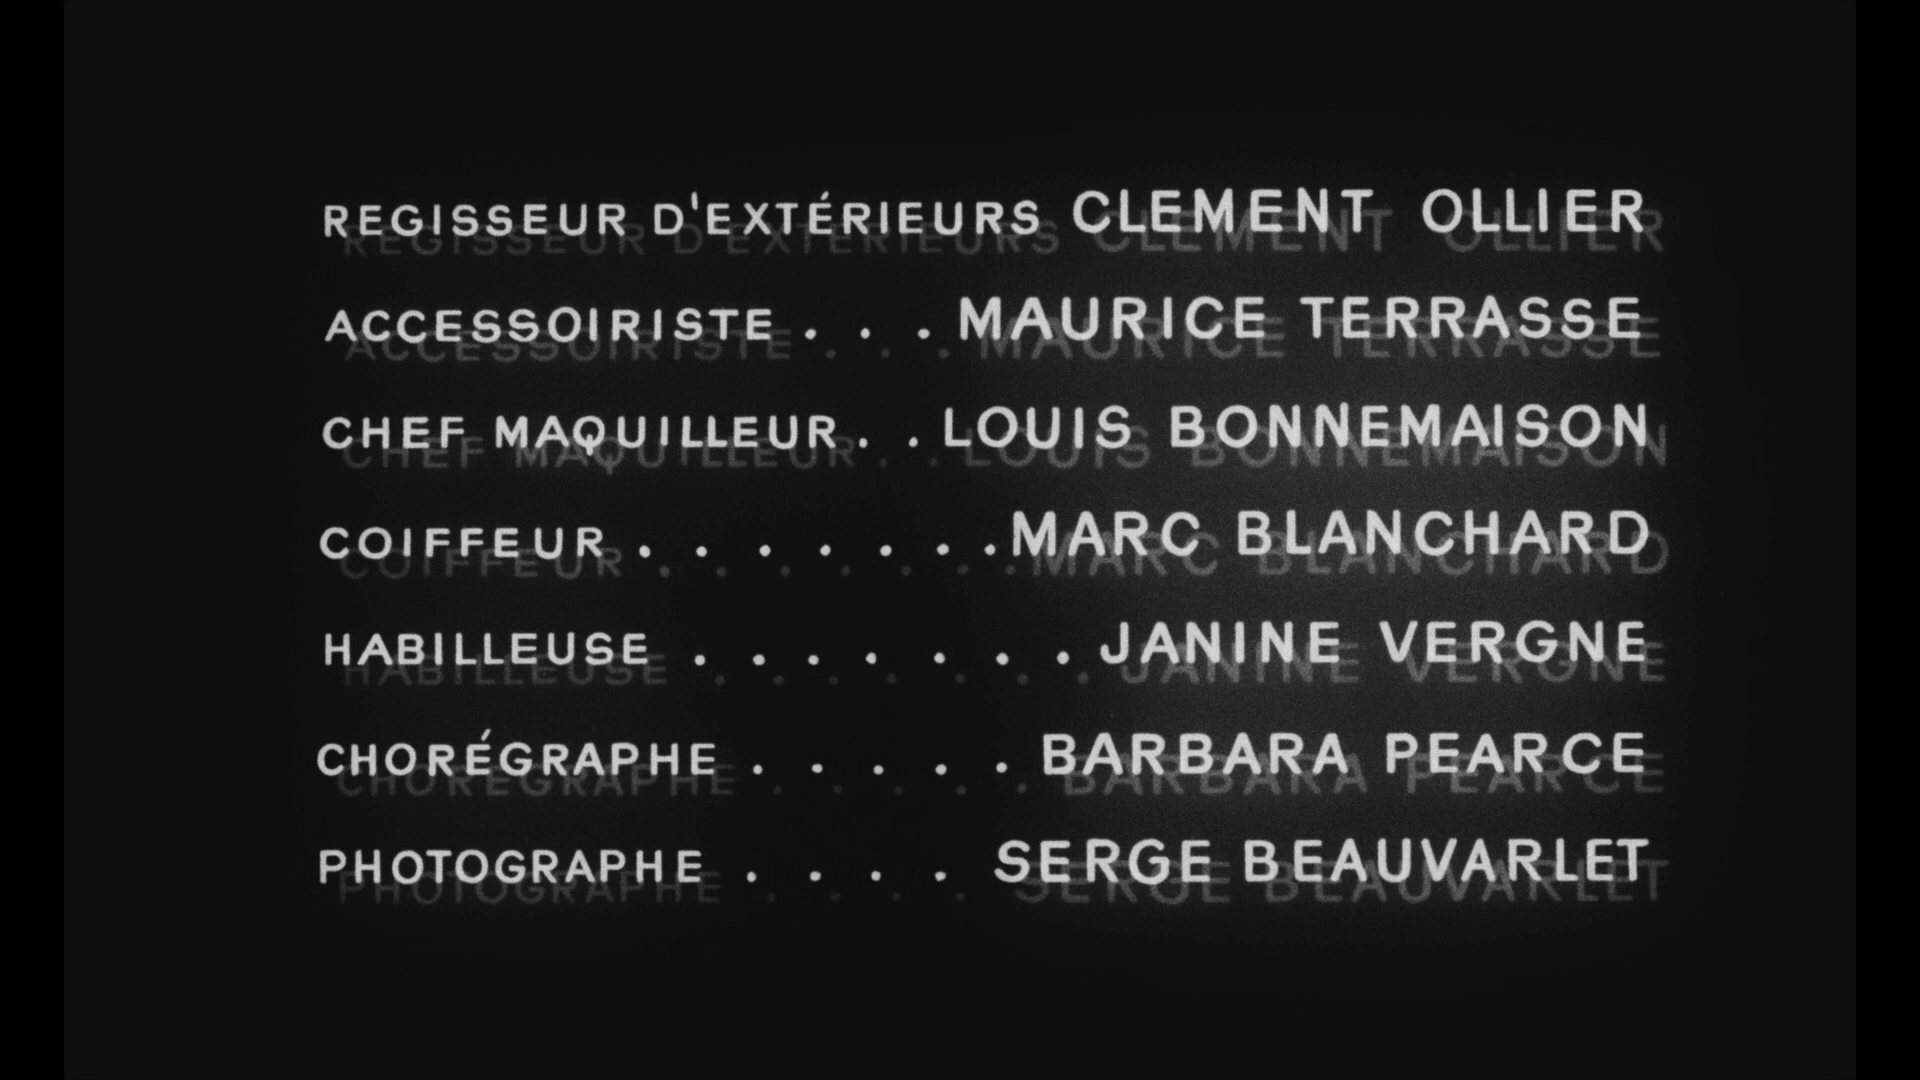 REGISSEUR D'EXTÉRIEURS CLEMENT OLLIER
ACCESSOIRISTE . . . MAURICE TERRASSE
CHEF MAQUILLEUR . . LOUIS BONNEMAISON
COIFFEUR . . . . . . . MARC BLANCHARD
HABILLEUSE . . . . . . . JANINE VERGNE
CHORÉGRAPHE . . . . . BARBARA PEARCE
PHOTOGRAPHE . . . . SERGE BEAUVARLET